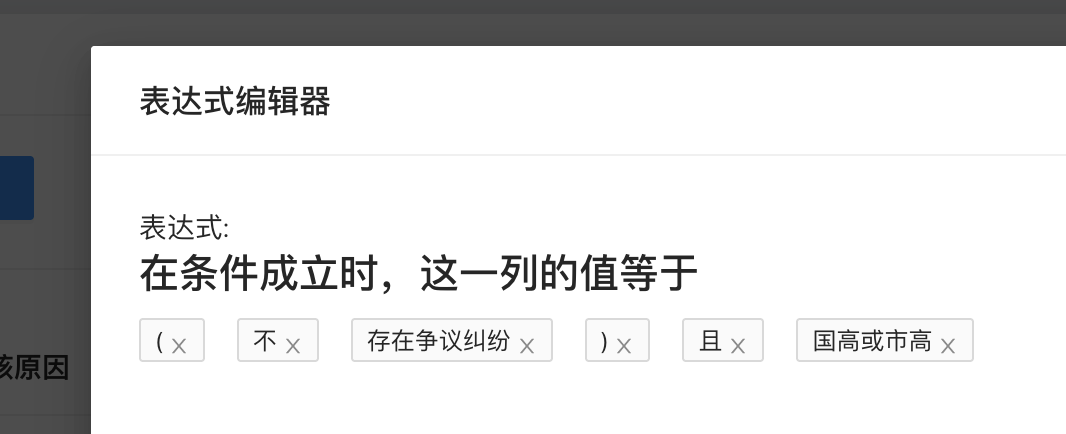 表达式编辑器
表达式:
在条件成立时，这一列的值等于
( x 不 x 存在争议纠纷 x ) x 且 x 国高或市高 x
核原因